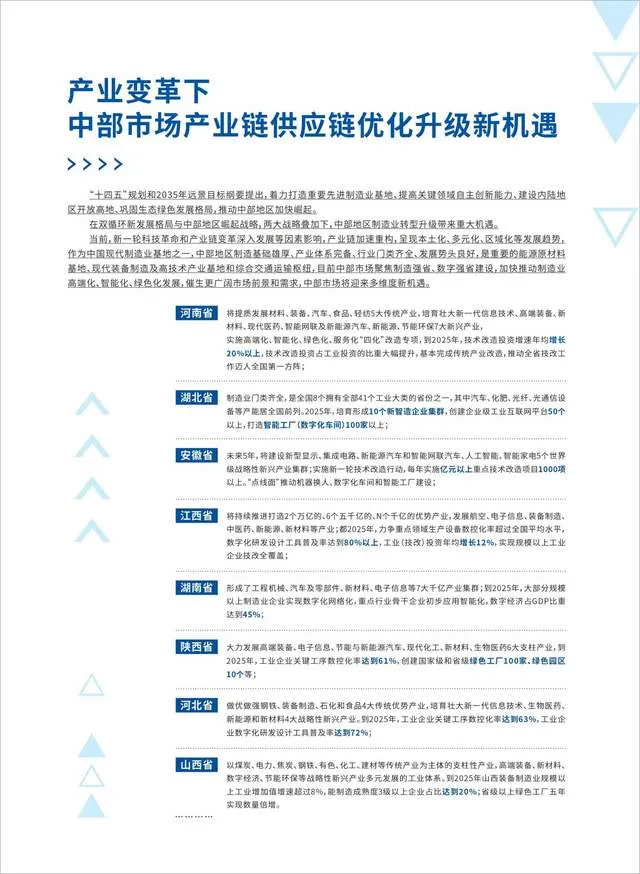 产业变革下
中部市场产业链供应链优化升级新机遇
“十四五”规划和2035年远景目标纲要提出,着力打造重要先进制造业基地、提高关键领域自主创新能力、建设内陆地
区开放高地、巩固生态绿色发展格局,推动中部地区加快崛起。
在双循环新发展格局与中部地区崛起战略,两大战略叠加下,中部地区制造业转型升级带来重大机遇。
当前,新一轮科技革命和产业链变革深入发展等因素影响,产业链加速重构,呈现本土化、多元化、区域化等发展趋势,
作为中国现代制造业基地之一,中部地区制造基础雄厚、产业体系完备、行业门类齐全、发展势头良好,是重要的能源原材料
基地、现代装备制造及高技术产业基地和综合交通运输枢纽,目前中部市场聚焦制造强省、数字强省建设,加快推动制造业
高端化、智能化、绿色化发展,催生更广阔市场前景和需求,中部市场将迎来多维度新机遇。
河南省
将提质发展材料、装备、汽车、食品、轻纺5大传统产业,培育壮大新一代信息技术、高端装备、新
材料、现代医药、智能网联及新能源汽车、新能源、节能环保7大新兴产业,
实施高端化、智能化、绿色化、服务化“四化”改造专项,到2025年,技术改造投资增速年均增长
20%以上,技术改造投资占工业投资的比重大幅提升,基本完成传统产业改造,推动全省技改工
作迈人全国第一方阵;
湖北省
制造业门类齐全,是全国8个拥有全部41个工业大类的省份之一,其中汽车、化肥、光纤、光通信设
备等产能居全国前列。2025年,培育形成10个新智造企业集群,创建企业级工业互联网平台50个
以上,打造智能工厂(数字化车间)100家以上;
安徽省
未来5年,将建设新型显示、集成电路、新能源汽车和智能网联汽车、人工智能、智能家电5个世界
级战略性新兴产业集群;实施新一轮技术改造行动,每年实施亿元以上重点技术改造项目1000项
以上。“点线面”推动机器换人、数字化车间和智能工厂建设;
江西省
将持续推进打造2个万亿的、6个五千亿的、N个千亿的优势产业,发展航空、电子信息、装备制造、
中医药、新能源、新材料等产业;都2025年,力争重点领域生产设备数控化率超过全国平均水平,
数字化研发设计工具普及率达到80%以上,工业(技改)投资年均增长12%,实现规模以上工业
企业技改全覆盖;
湖南省
形成了工程机械、汽车及零部件、新材料、电子信息等7大千亿产业集群;到2025年,大部分规模
以上制造业企业实现数字化网络化,重点行业骨干企业初步应用智能化,数字经济占GDP比重
达到45%;
陕西省
大力发展高端装备、电子信息、节能与新能源汽车、现代化工、新材料、生物医药6大支柱产业,到
2025年,工业企业关键工序数控化率达到61%,创建国家级和省级绿色工厂100家、绿色园区
10个等;
河北省
做优做强钢铁、装备制造、石化和食品4大传统优势产业,培育壮大新一代信息技术、生物医药、
新能源和新材料4大战略性新兴产业。到2025年,工业企业关键工序数控化率达到63%,工业企
业数字化研发设计工具普及率达到72%;
山西省
以煤炭、电力、焦炭、钢铁、有色、化工、建材等传统产业为主体的支柱性产业,高端装备、新材料、
数字经济、节能环保等战略性新兴产业多元发展的工业体系。到2025年山西装备制造业规模以
上工业增加值增速超过8%,能制造成熟度3级以上企业占比达到20%;省级以上绿色工厂五年
实现数量倍增。
…………